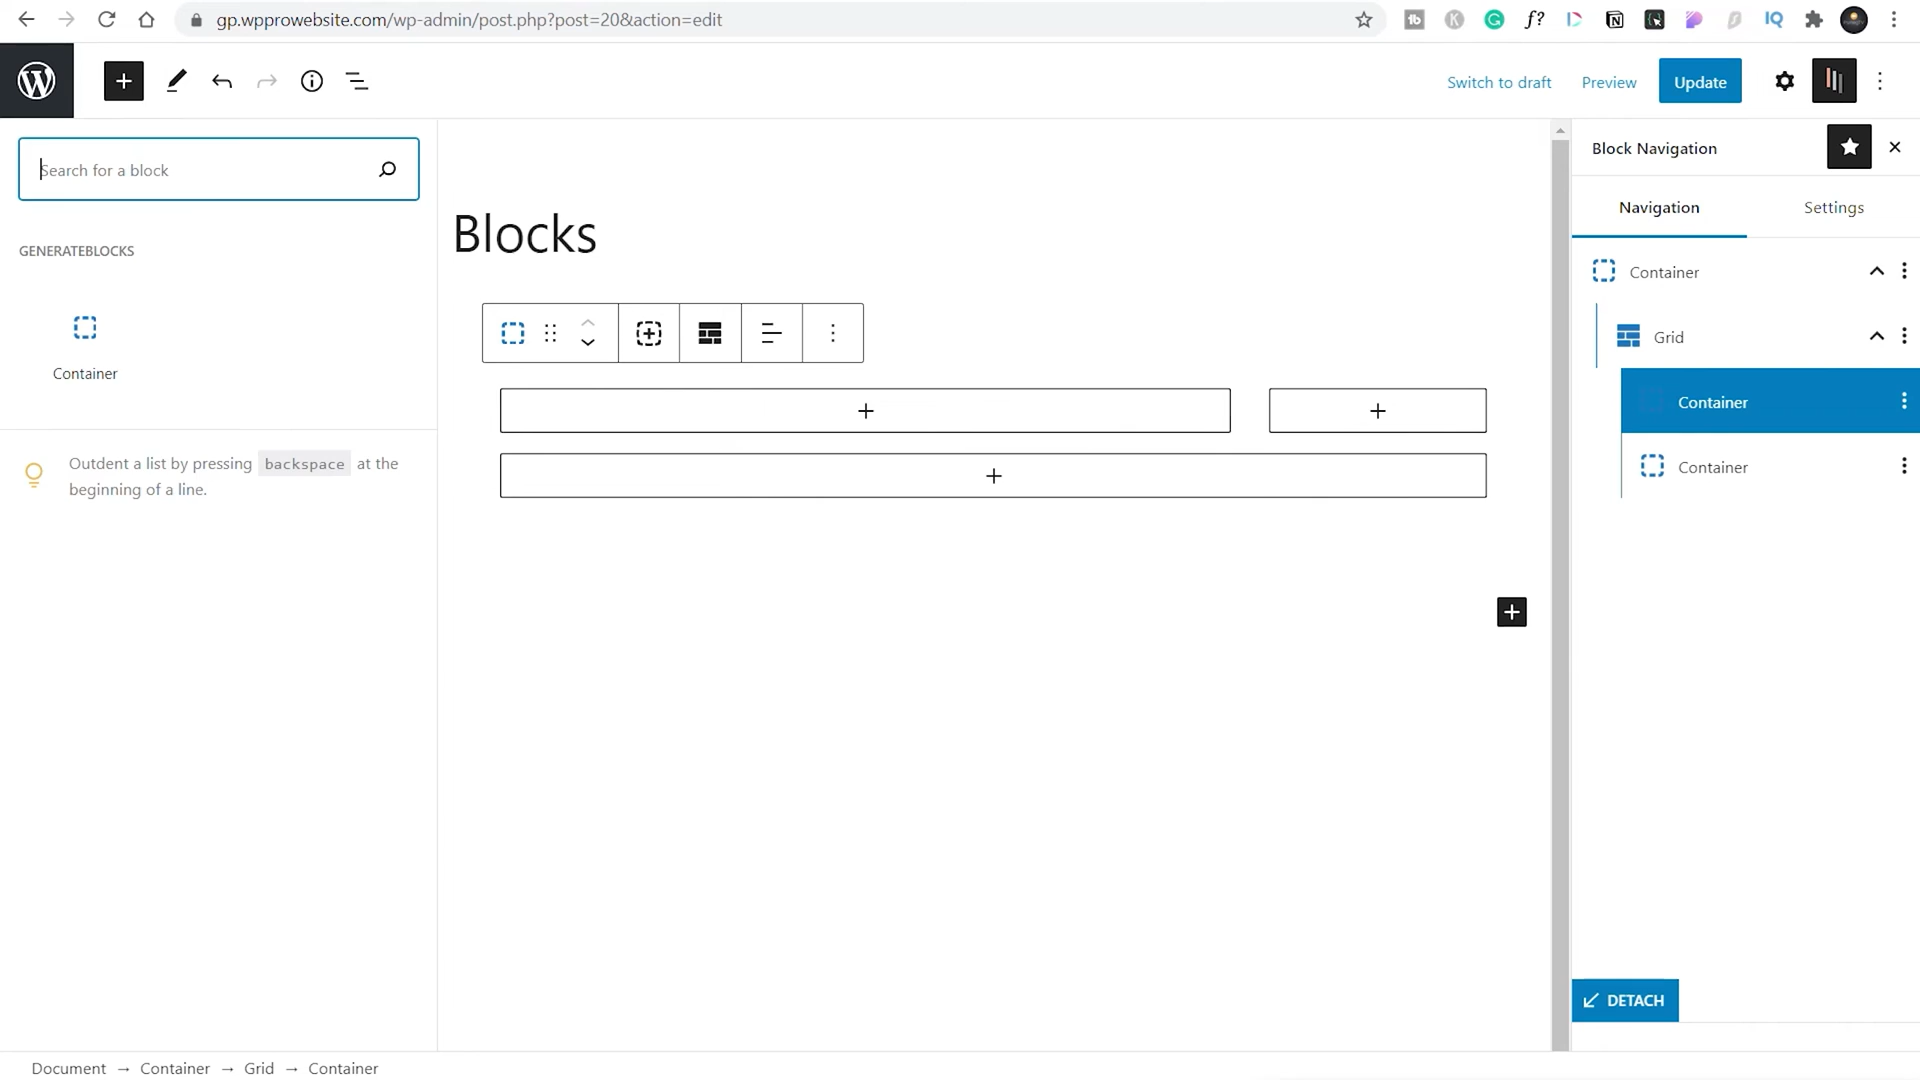 gp.wpprowebsite.com/wp-admin/post.php?post=20&action=edit
Switch to draft
Preview
Update
Search for a block
GENERATEBLOCKS
Container
Outdent a list by pressing backspace at the
beginning of a line.
Blocks
Block Navigation
Navigation
Settings
Container
Grid
Container
Container
DETACH
Document → Container → Grid → Container